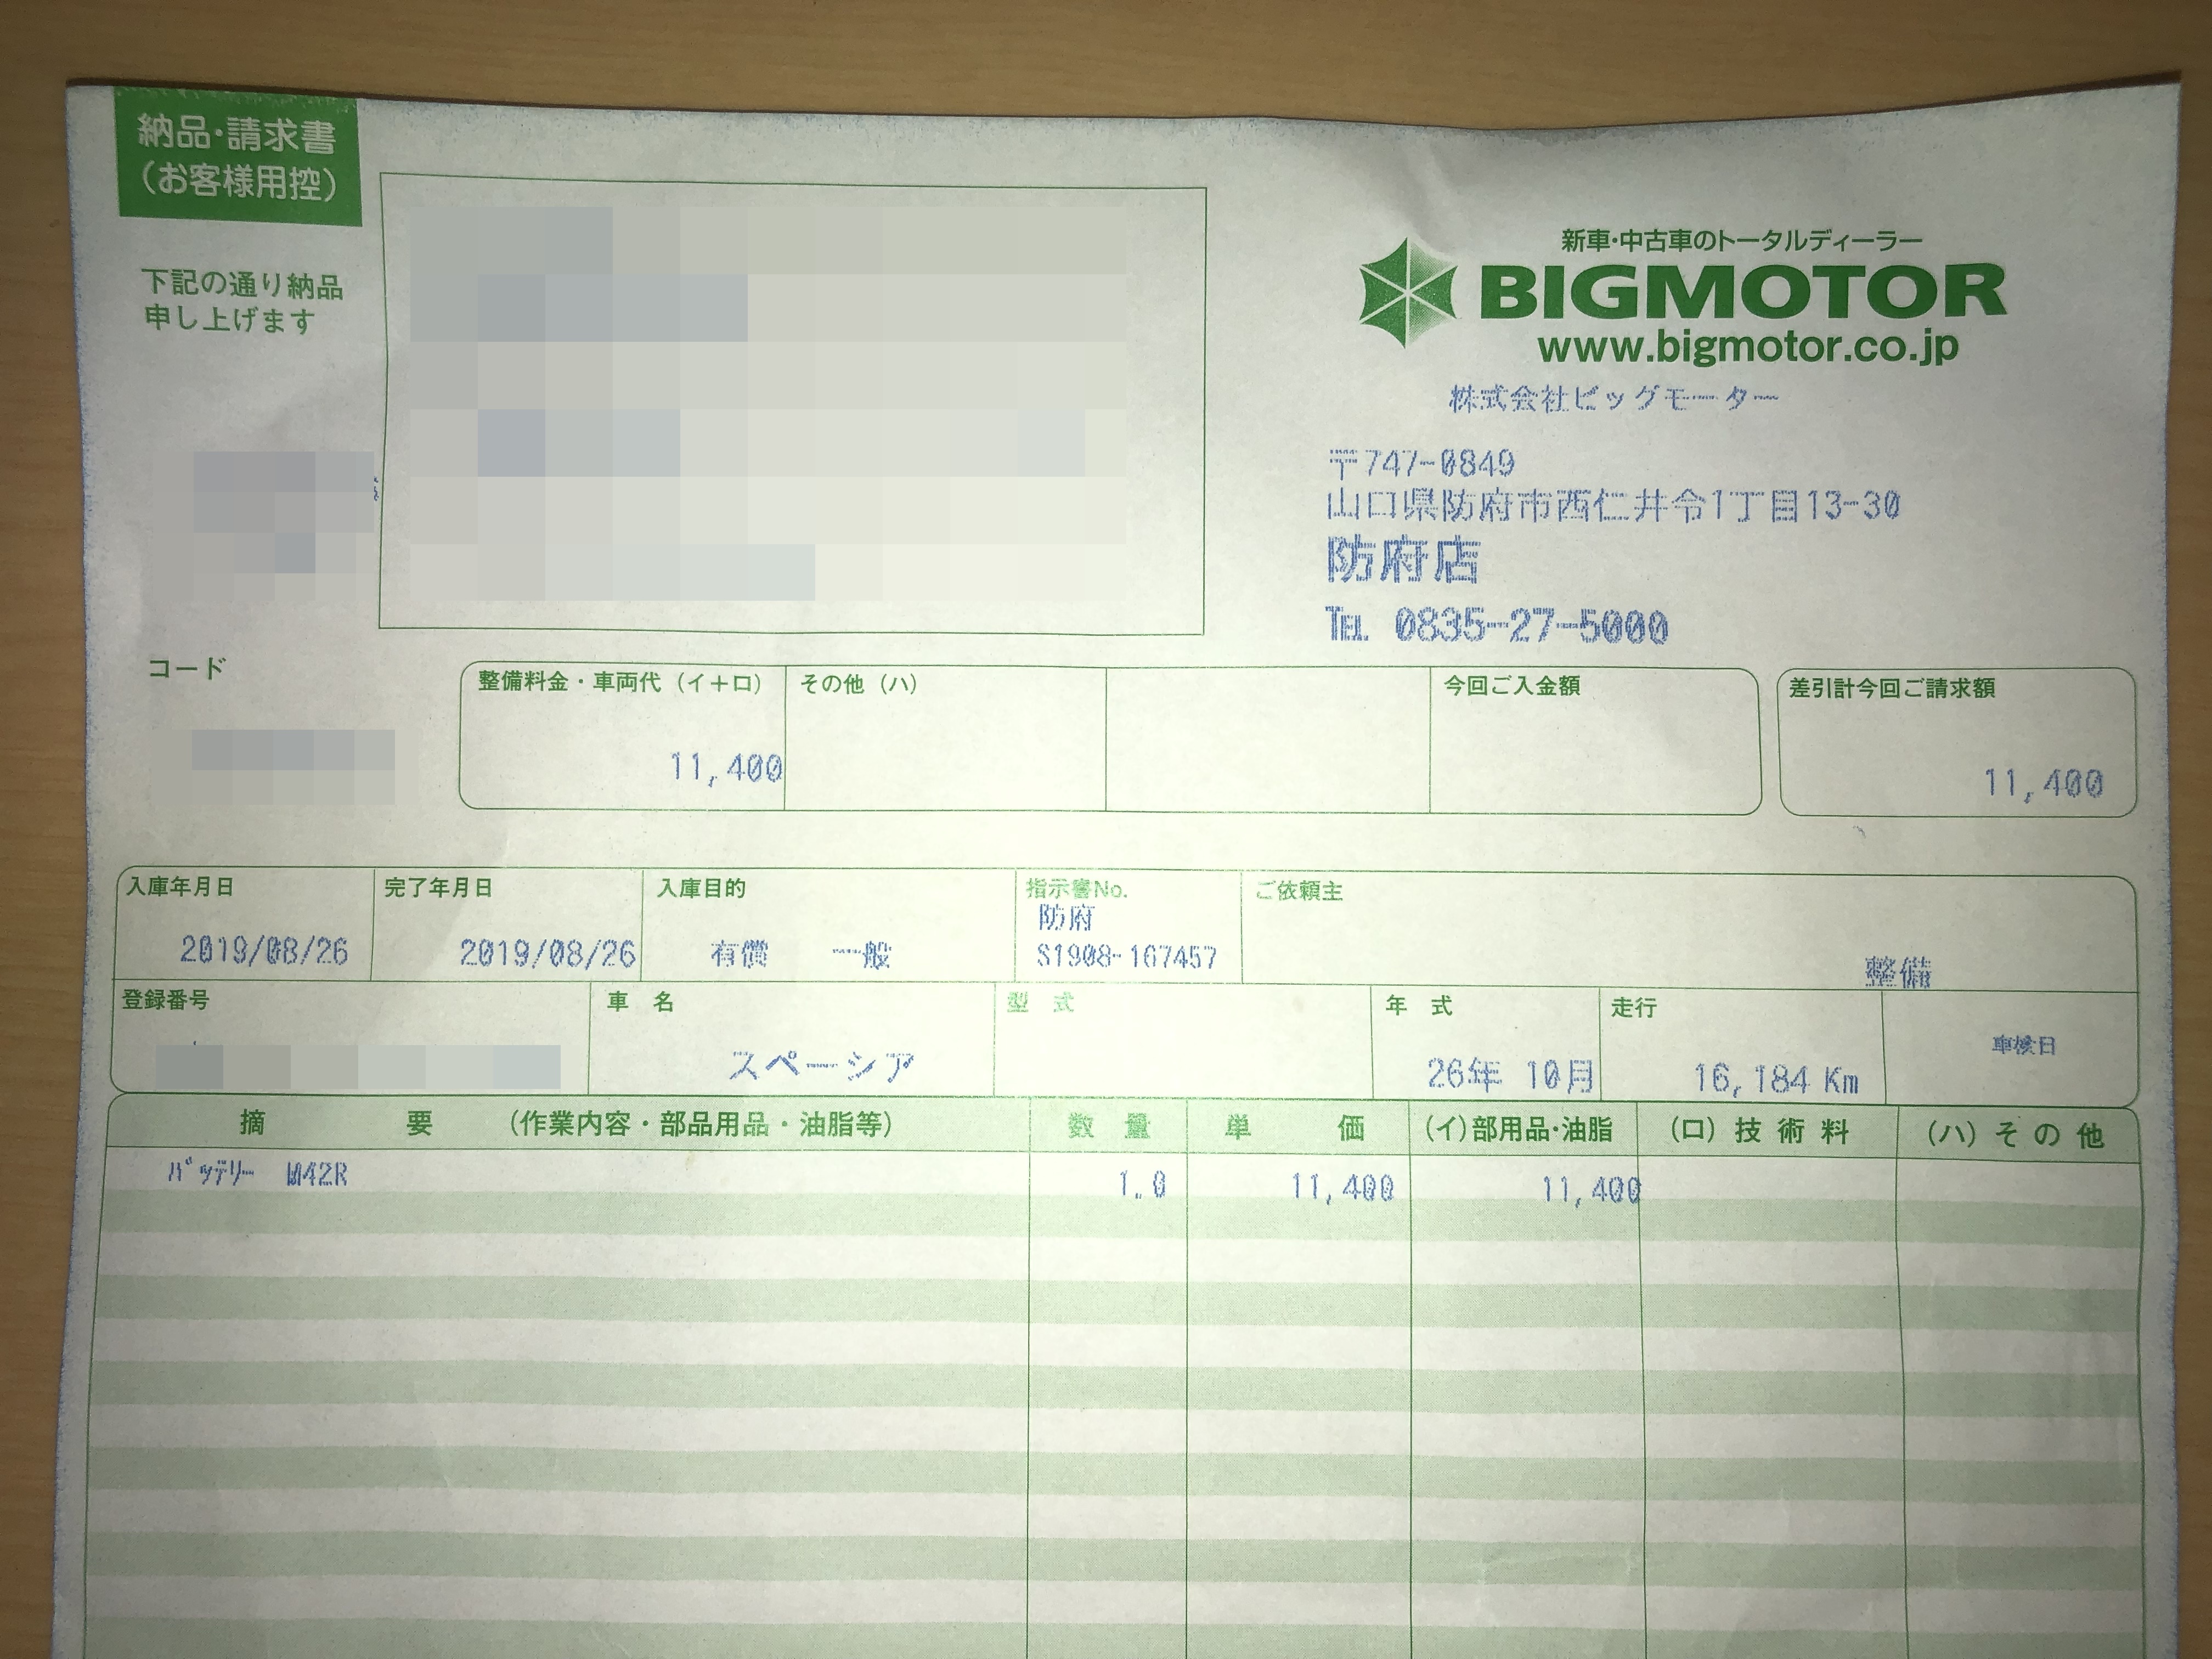 納品・請求書
(お客様用控)
下記の通り納品
申し上げます
新車・中古車のトータルディーラー
BIGMOTOR
www.bigmotor.co.jp
株式会社ビッグモーター
〒747-0849
山口県防府市西仁井令1丁目13-30
防府店
TEL 0835-27-5000
コード
整備料金・車両代（イ＋ロ） その他（ハ） 今回ご入金額 差引計今回ご請求額
11,400 11,400
入庫年月日 完了年月日 入庫目的 指示書No. ご依頼主
防府
2019/08/26 2019/08/26 有償 一般 S1908-167457 整備
登録番号 車名 型式 年式 走行
車検日
スペーシア 26年 10月 16,184 Km
摘要 （作業内容・部品用品・油脂等） 数量 単価 (イ)部用品・油脂 (ロ)技術料 (ハ)その他
ﾊﾞｯﾃﾘｰ M42R 1.0 11,400 11,400